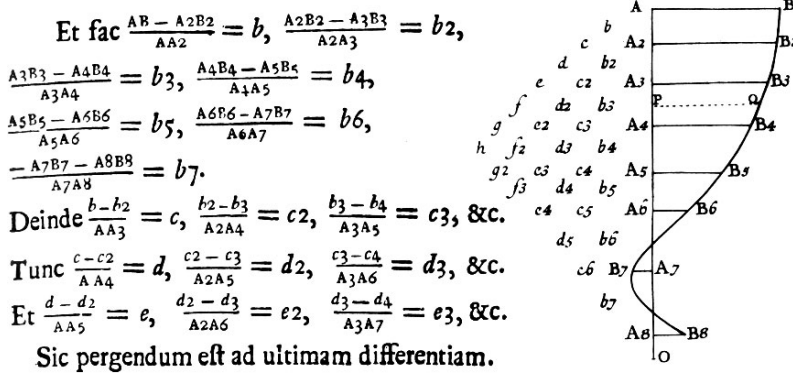 Et fac (AB − A2B2)/AA2 = b, (A2B2 − A3B3)/A2A3 = b2,
(A3B3 − A4B4)/A3A4 = b3, (A4B4 − A5B5)/A4A5 = b4,
(A5B5 − A6B6)/A5A6 = b5, (A6B6 − A7B7)/A6A7 = b6,
(− A7B7 − A8B8)/A7A8 = b7.
Deinde (b − b2)/AA3 = c, (b2 − b3)/A2A4 = c2, (b3 − b4)/A3A5 = c3, &c.
Tunc (c − c2)/AA4 = d, (c2 − c3)/A2A5 = d2, (c3 − c4)/A3A6 = d3, &c.
Et (d − d2)/AA5 = e, (d2 − d3)/A2A6 = e2, (d3 − d4)/A3A7 = e3, &c.
Sic pergendum eſt ad ultimam differentiam.
A B
b
c A2 B2
d b2
e c2 A3 B3
f d2 b3 P Q
g e2 c3 A4 B4
h f2 d3 b4
g2 e3 c4 A5 B5
f3 d4 b5
e4 c5 A6 B6
d5 b6
c6 B7 A7
b7
A8 B8
O